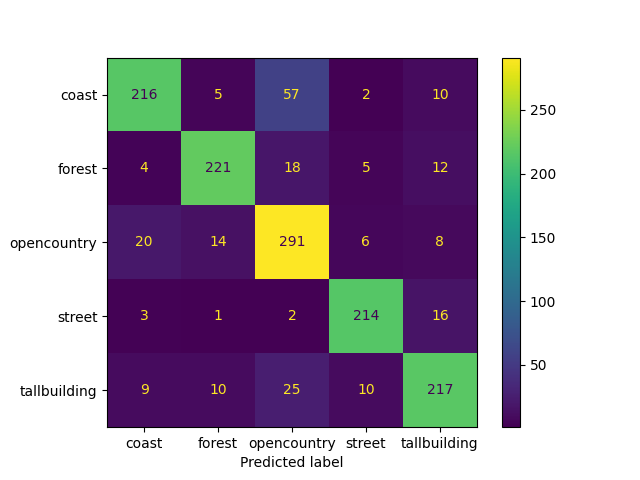 coast 216 5 57 2 10
forest 4 221 18 5 12
opencountry 20 14 291 6 8
street 3 1 2 214 16
tallbuilding 9 10 25 10 217
coast forest opencountry street tallbuilding
Predicted label
250
200
150
100
50